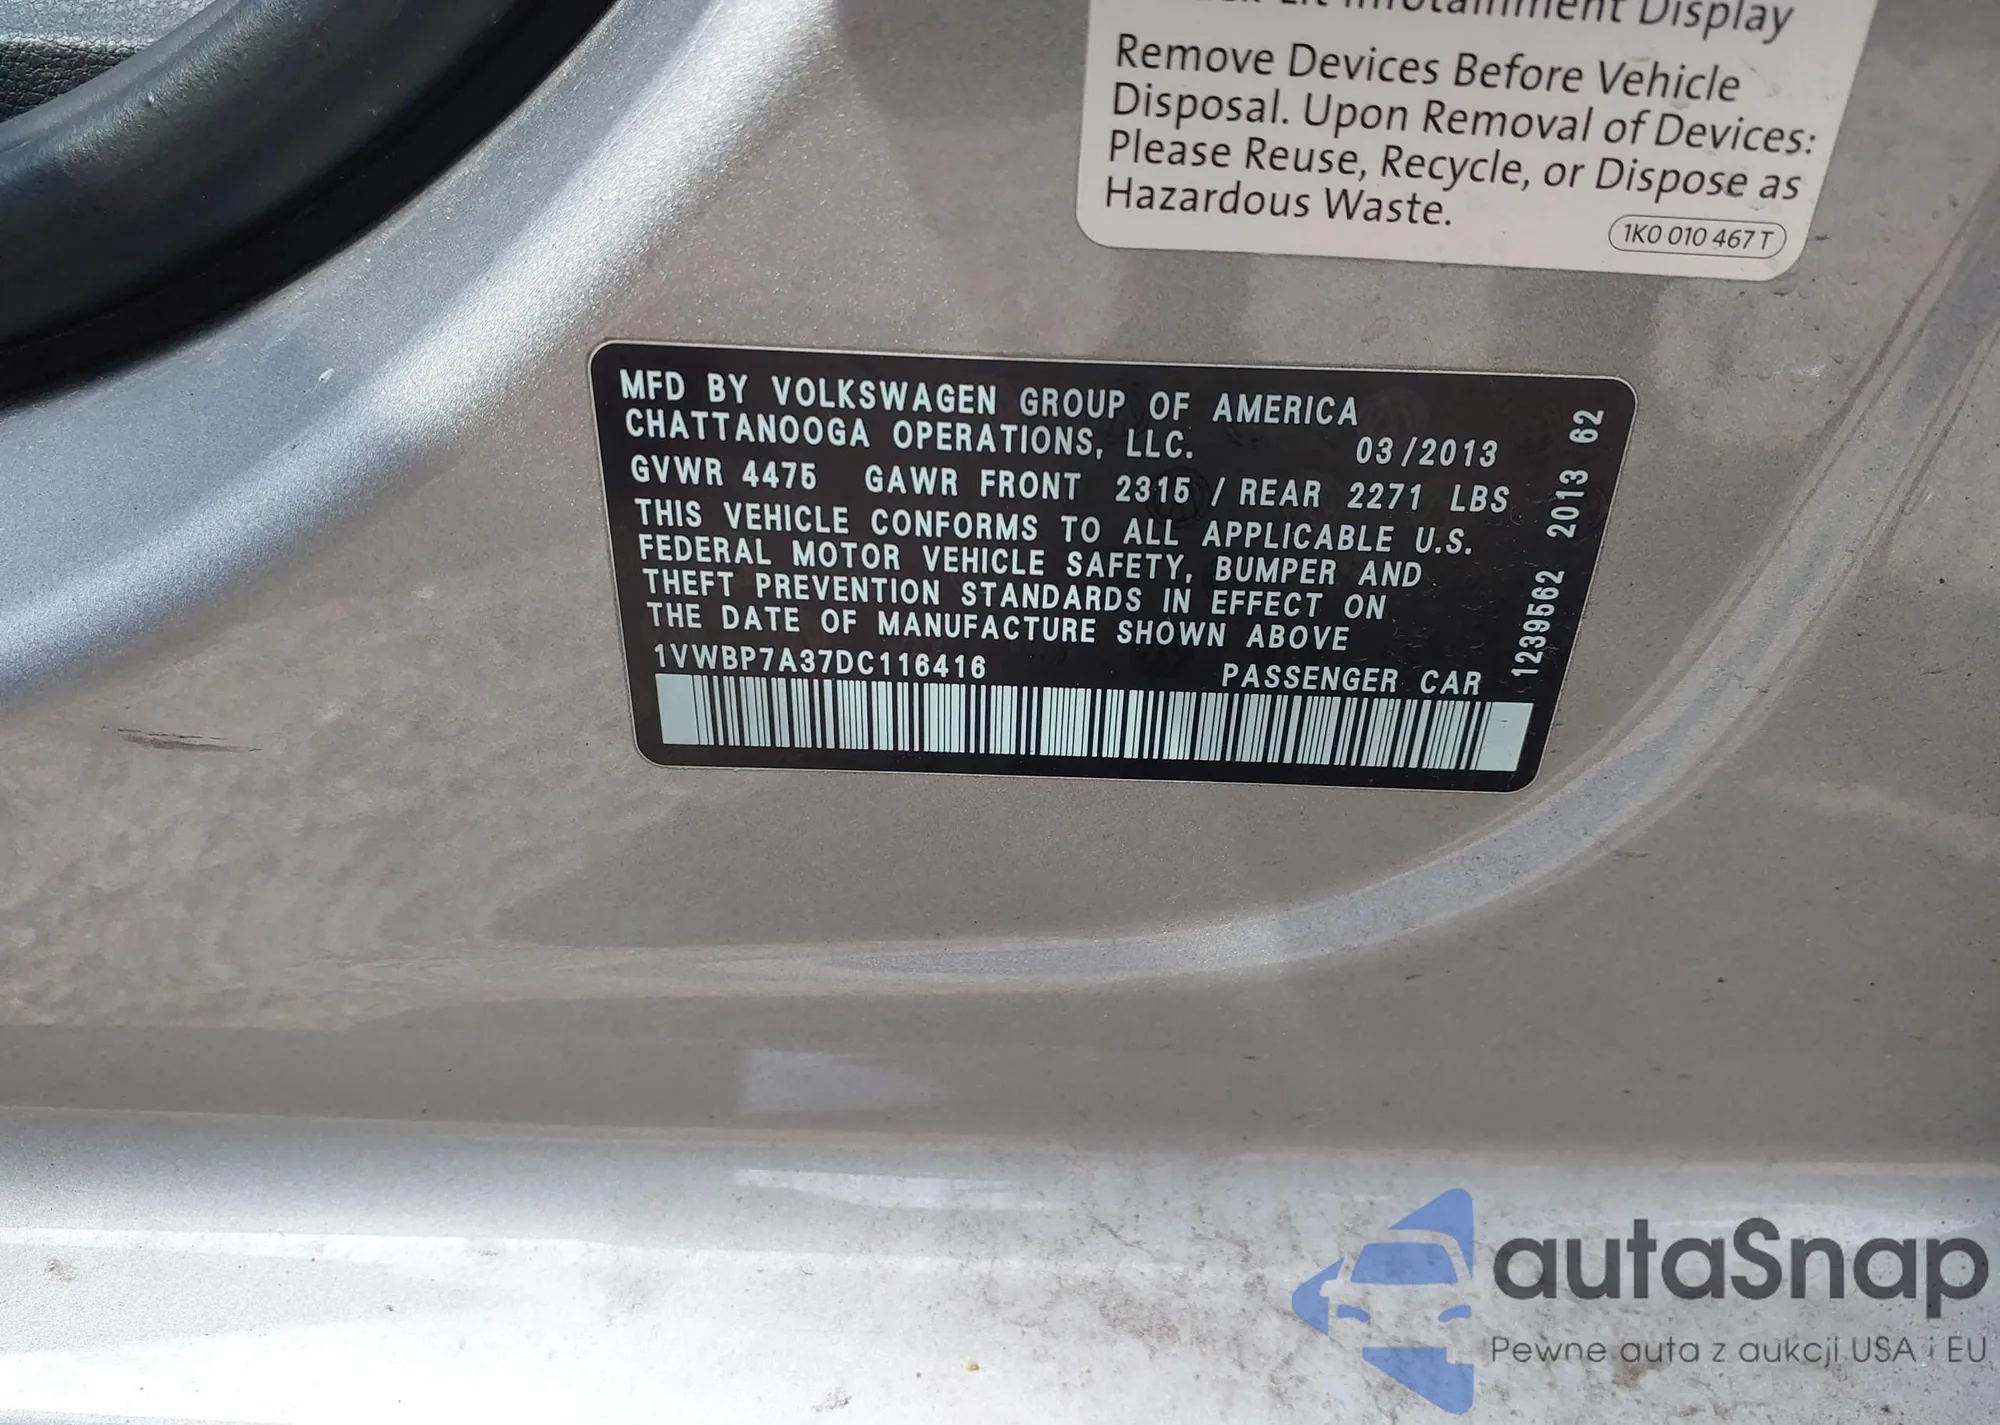 Infotainment Display
Remove Devices Before Vehicle
Disposal. Upon Removal of Devices:
Please Reuse, Recycle, or Dispose as
Hazardous Waste.
1K0 010 467 T
MFD BY VOLKSWAGEN GROUP OF AMERICA
CHATTANOOGA OPERATIONS, LLC. 03/2013
GVWR 4475 GAWR FRONT 2315 / REAR 2271 LBS
THIS VEHICLE CONFORMS TO ALL APPLICABLE U.S.
FEDERAL MOTOR VEHICLE SAFETY, BUMPER AND
THEFT PREVENTION STANDARDS IN EFFECT ON
THE DATE OF MANUFACTURE SHOWN ABOVE
1VWBP7A37DC116416 PASSENGER CAR
1239562 2013 62
autaSnap
Pewne auta z aukcji USA i EU